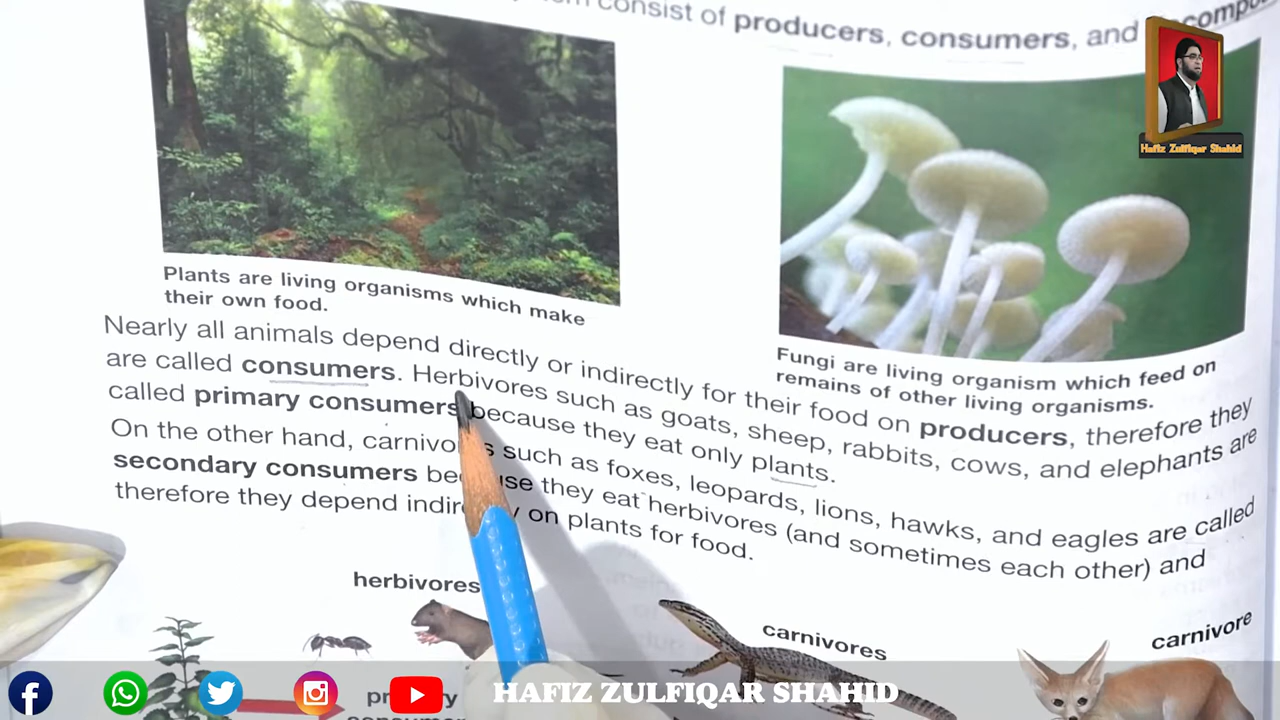 consist of producers, consumers, and
Hafiz Zulfiqar Shahid
Plants are living organisms which make
their own food.
Fungi are living organism which feed on
remains of other living organisms.
Nearly all animals depend directly or indirectly for their food on producers, therefore they
are called consumers. Herbivores such as goats, sheep, rabbits, cows, and elephants are
called primary consumers because they eat only plants.
On the other hand, carnivo s such as foxes, leopards, lions, hawks, and eagles are called
secondary consumers be use they eat herbivores (and sometimes each other) and
therefore they depend indire y on plants for food.
herbivores
carnivores
carnivore
HAFIZ ZULFIQAR SHAHID